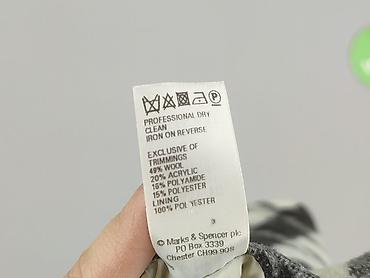 P
PROFESSIONAL DRY
CLEAN
IRON ON REVERSE
EXCLUSIVE OF
TRIMMINGS
49% WOOL
20% ACRYLIC
16% POLYAMIDE
15% POLYESTER
LINING
100% POLYESTER
© Marks & Spencer plc
PO Box 3339
Chester CH99 9QS